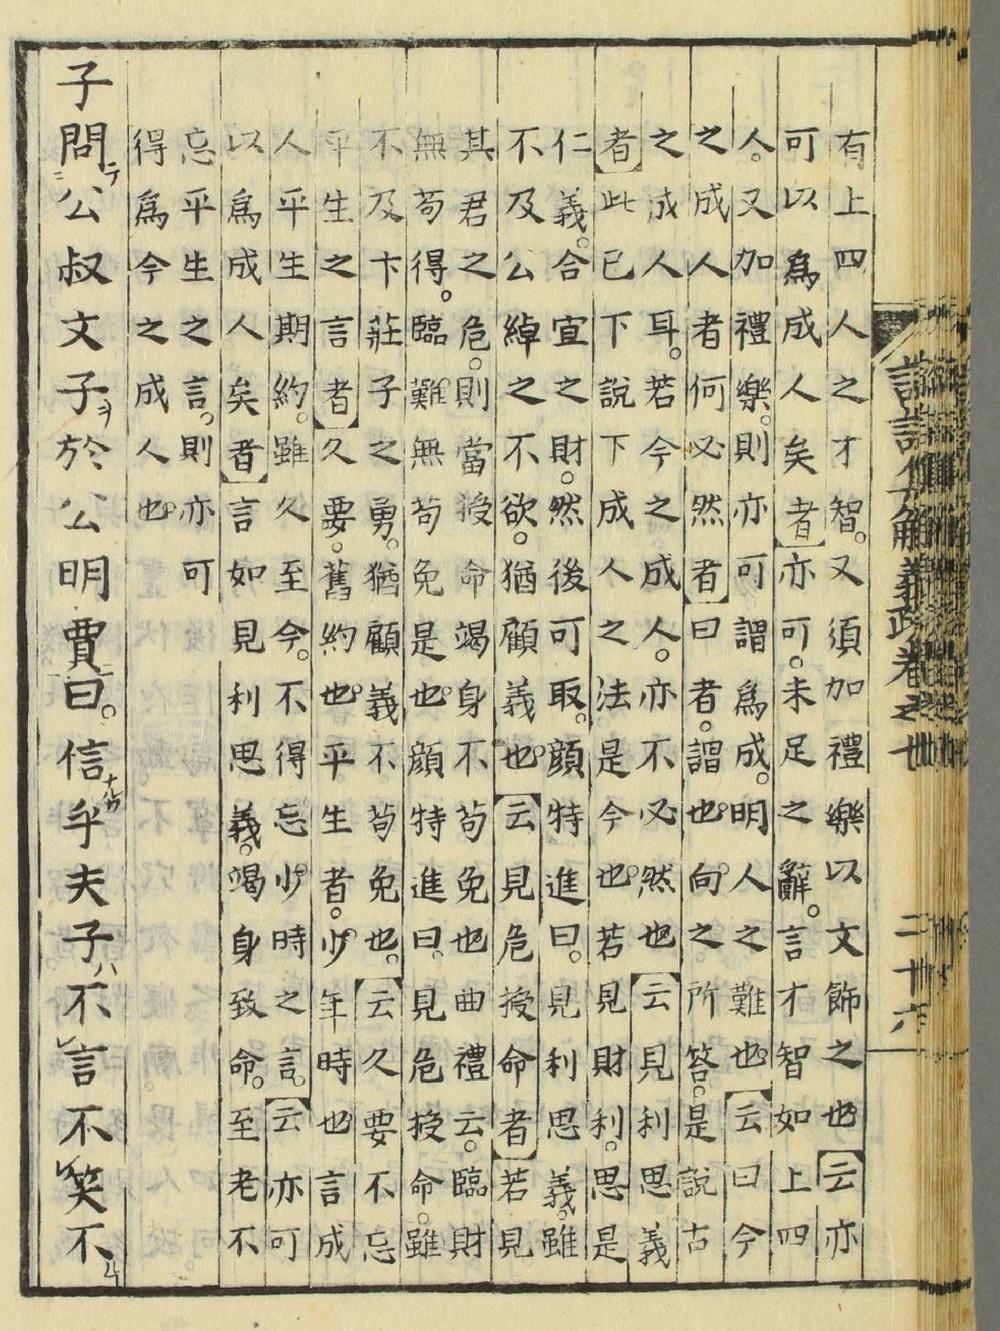 有上四人之才智。又須加禮樂以文飾之也【云亦
可以爲成人矣者】亦可。未足之辭。言才智如上四
人。又加禮樂。則亦可謂爲成。明人之難也。【云曰今
之成人者何必然者】曰者。謂也。向之。所答。是說古
之成人耳。若今之成人。亦不必然也【云見利思義
者】此已下說下成人之法是今也。若見財利。思是
仁義。合宜之財。然後可取。顔特進曰。見利思義。雖
不及公綽之不欲。猶顧義也。【云見危授命者】若見
其君之危。則當授命竭身不苟免也曲禮云。臨財
無苟得。臨難無苟免是也。顔特進曰。見危授命。雖
不及卞莊子之勇。猶顧義不苟免也。【云久要不忘
平生之言者】久要。舊約也。平生者。少年時也言成
人平生期約。雖久至今。不得忘少時之言。【云亦可
以爲成人矣者】言如見利思義。竭身致命。至老不
忘平生之言。則亦可
得爲今之成人也。
子問公叔文子ヲ於公明賈曰。信乎夫子ハ不言不笑不
義疏卷之七
二十六